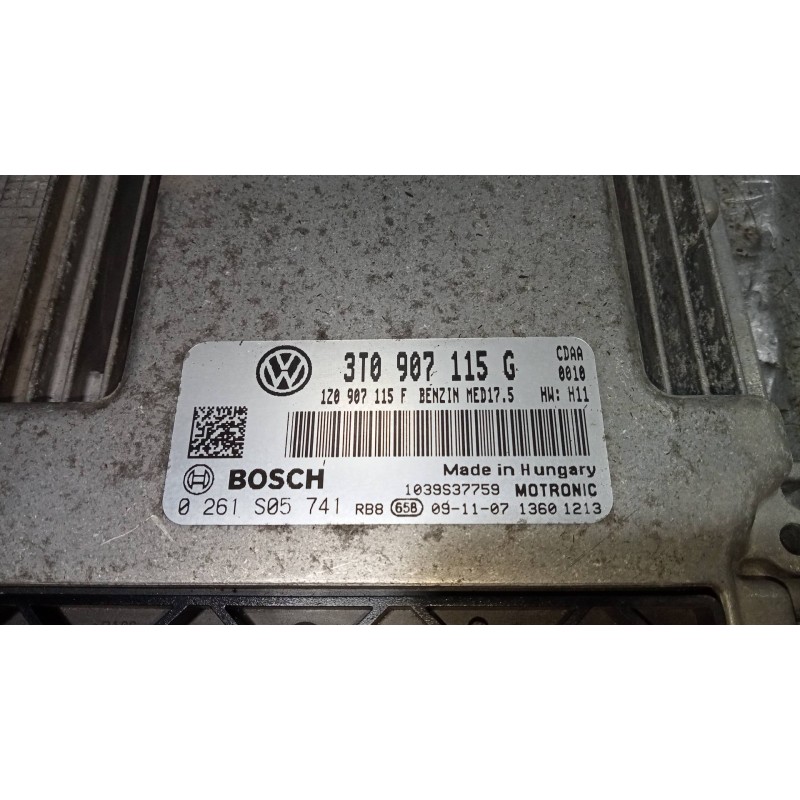 3T0 907 115 G
CDAA
0010
1Z0 907 115 F BENZIN MED17.5 HW: H11
BOSCH
Made in Hungary
1039S37759 MOTRONIC
0 261 S05 741 RB8 658 09-11-07 1360 1213